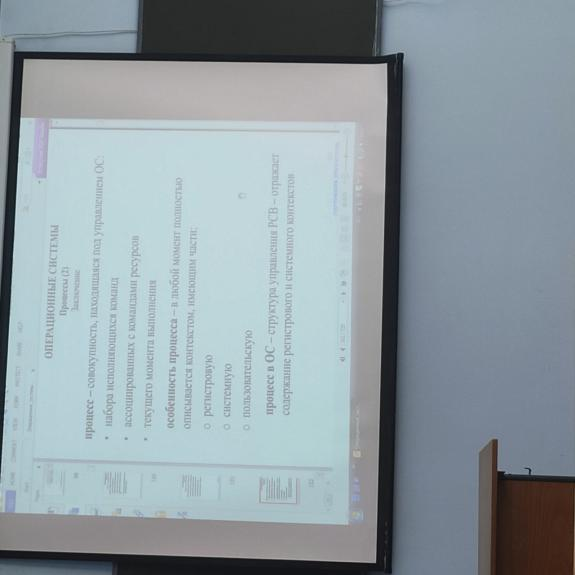 ОПЕРАЦИОННЫЕ СИСТЕМЫ
Процессы (2)
Заключение
процесс – совокупность, находящаяся под управлением ОС:
• набора исполняющихся команд
• ассоциированных с командами ресурсов
• текущего момента выполнения
особенность процесса – в любой момент полностью
описывается контекстом, имеющим части:
○ регистровую
○ системную
○ пользовательскую
процесс в ОС – структура управления PCB – отражает
содержание регистрового и системного контекстов